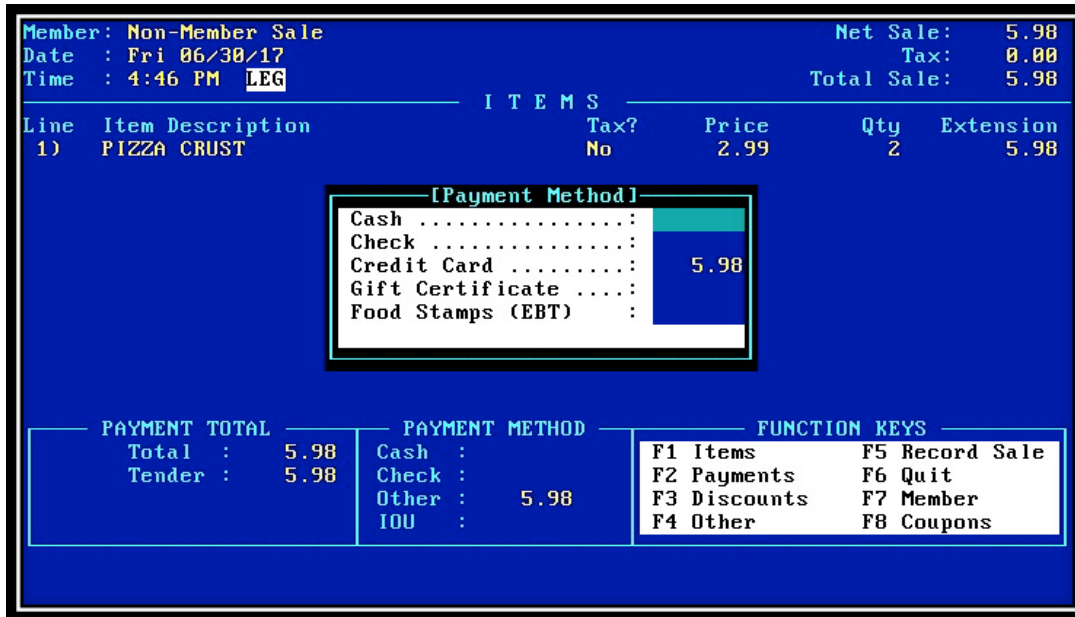 Member: Non-Member Sale Net Sale: 5.98
Date : Fri 06/30/17 Tax: 0.00
Time : 4:46 PM LEG Total Sale: 5.98
I T E M S
Line Item Description Tax? Price Qty Extension
1) PIZZA CRUST No 2.99 2 5.98
[Payment Method]
Cash ................:
Check ...............:
Credit Card .........: 5.98
Gift Certificate ....:
Food Stamps (EBT) :
PAYMENT TOTAL PAYMENT METHOD FUNCTION KEYS
Total : 5.98 Cash : F1 Items F5 Record Sale
Tender : 5.98 Check : F2 Payments F6 Quit
Other : 5.98 F3 Discounts F7 Member
IOU : F4 Other F8 Coupons